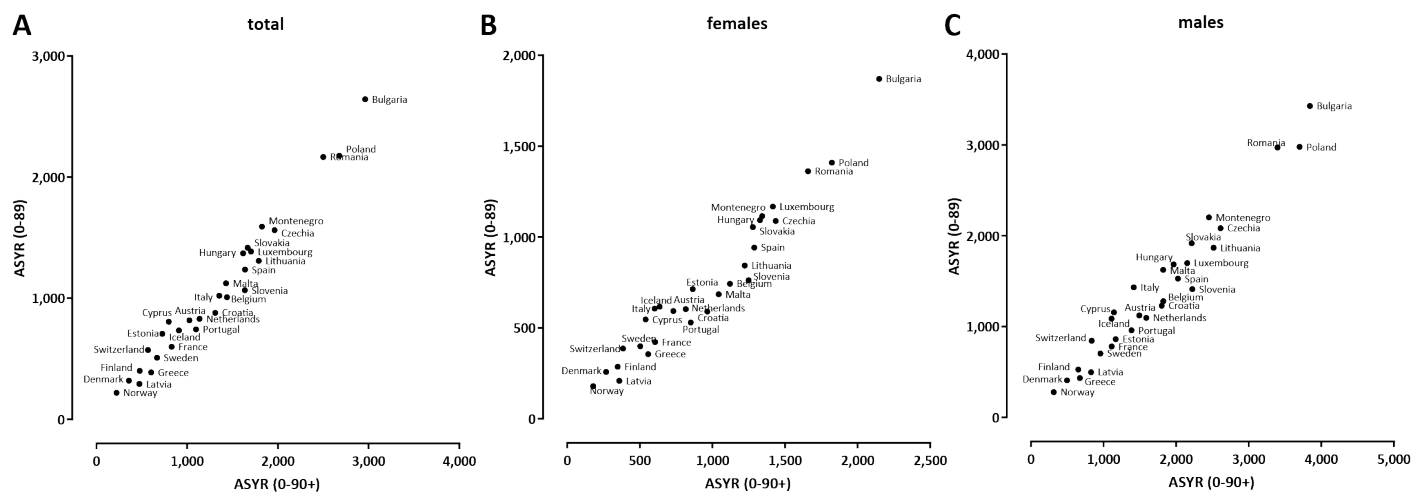 A
total
ASYR (0-89)
3,000
2,000
1,000
0
Bulgaria
Poland
Romania
Montenegro
Czechia
Slovakia
Hungary
Luxembourg
Lithuania
Spain
Malta
Slovenia
Italy
Belgium
Cyprus
Austria
Croatia
Netherlands
Estonia
Iceland
Portugal
Switzerland
France
Sweden
Finland
Greece
Denmark
Latvia
Norway
0
1,000
2,000
3,000
4,000
ASYR (0-90+)
B
females
ASYR (0-89)
2,000
1,500
1,000
500
0
Bulgaria
Poland
Romania
Montenegro
Luxembourg
Hungary
Czechia
Slovakia
Spain
Lithuania
Slovenia
Estonia
Belgium
Malta
Iceland
Austria
Italy
Netherlands
Cyprus
Croatia
Portugal
Sweden
France
Switzerland
Greece
Denmark
Finland
Latvia
Norway
0
500
1,000
1,500
2,000
2,500
ASYR (0-90+)
C
males
ASYR (0-89)
4,000
3,000
2,000
1,000
0
Bulgaria
Romania
Poland
Montenegro
Czechia
Slovakia
Lithuania
Hungary
Luxembourg
Malta
Spain
Italy
Slovenia
Belgium
Cyprus
Austria
Croatia
Iceland
Netherlands
Portugal
Switzerland
Estonia
France
Sweden
Finland
Latvia
Denmark
Greece
Norway
0
1,000
2,000
3,000
4,000
5,000
ASYR (0-90+)